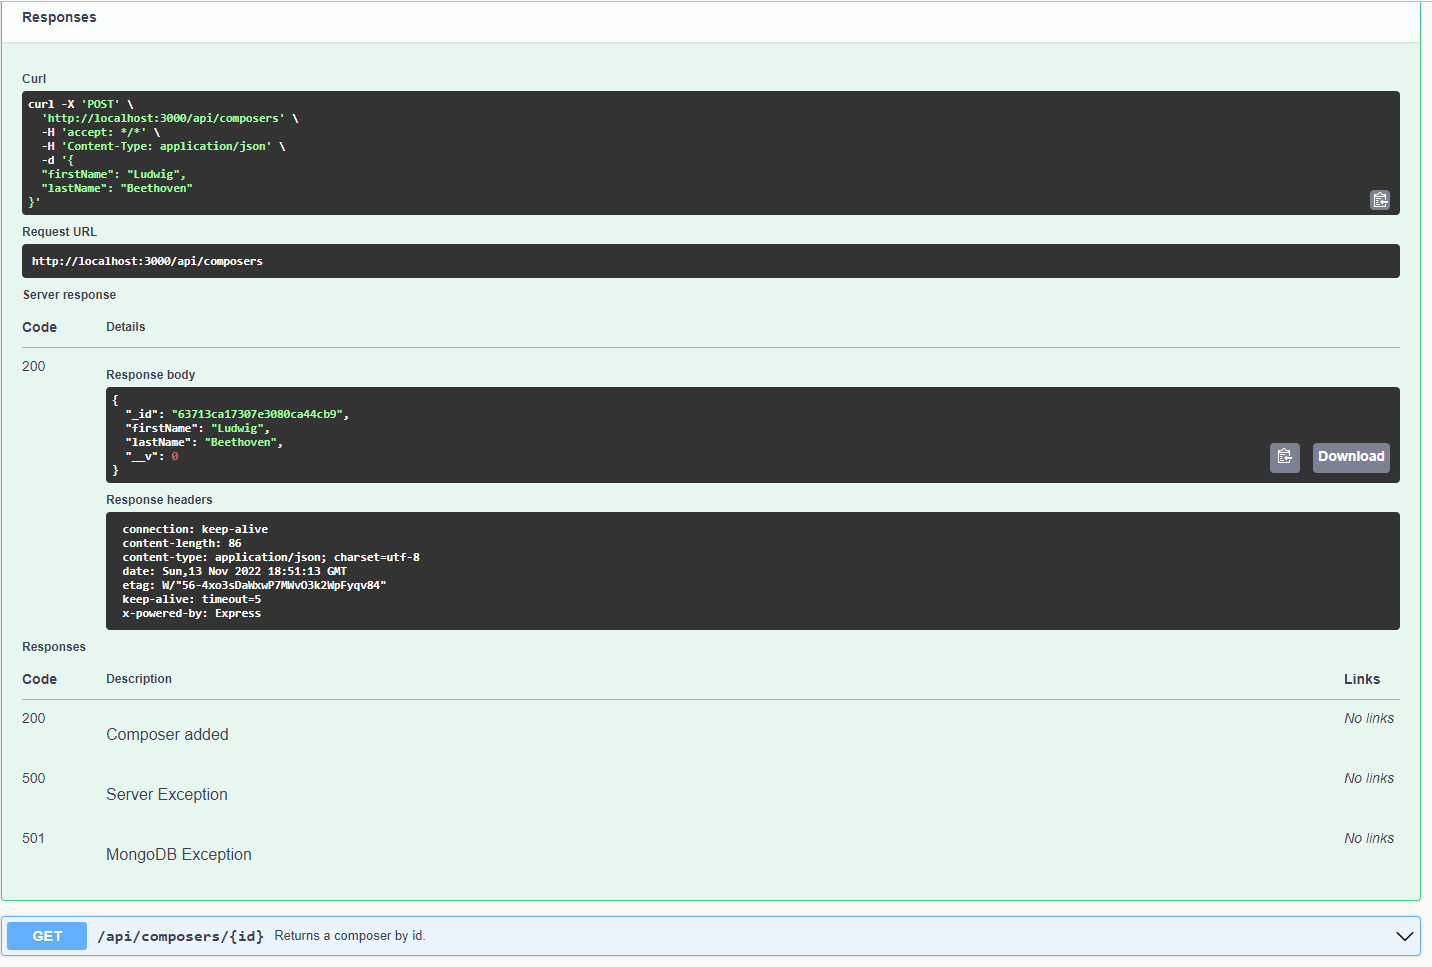 Responses
Curl
curl -X 'POST' \
  'http://localhost:3000/api/composers' \
  -H 'accept: */*' \
  -H 'Content-Type: application/json' \
  -d '{
  "firstName": "Ludwig",
  "lastName": "Beethoven"
}'
Request URL
http://localhost:3000/api/composers
Server response
Code Details
200
Response body
{
  "_id": "63713ca17307e3080ca44cb9",
  "firstName": "Ludwig",
  "lastName": "Beethoven",
  "__v": 0
}
Download
Response headers
connection: keep-alive
content-length: 86
content-type: application/json; charset=utf-8
date: Sun,13 Nov 2022 18:51:13 GMT
etag: W/"56-4xo3sDaWxwP7MWvO3k2WpFyqv84"
keep-alive: timeout=5
x-powered-by: Express
Responses
Code Description Links
200 No links
Composer added
500 No links
Server Exception
501 No links
MongoDB Exception
GET /api/composers/{id} Returns a composer by id.